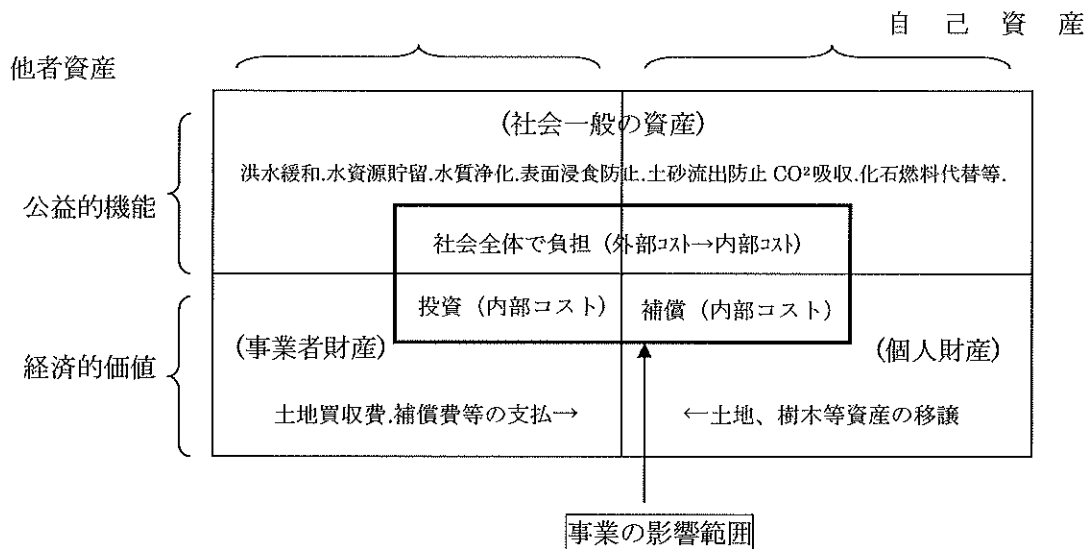 自己資産
他者資産
(社会一般の資産)
洪水緩和.水資源貯留.水質浄化.表面浸食防止.土砂流出防止 CO²吸収.化石燃料代替等.
公益的機能
社会全体で負担（外部コスト→内部コスト）
投資（内部コスト） 補償（内部コスト）
(事業者財産) (個人財産)
経済的価値
土地買収費.補償費等の支払→ ←土地、樹木等資産の移譲
事業の影響範囲